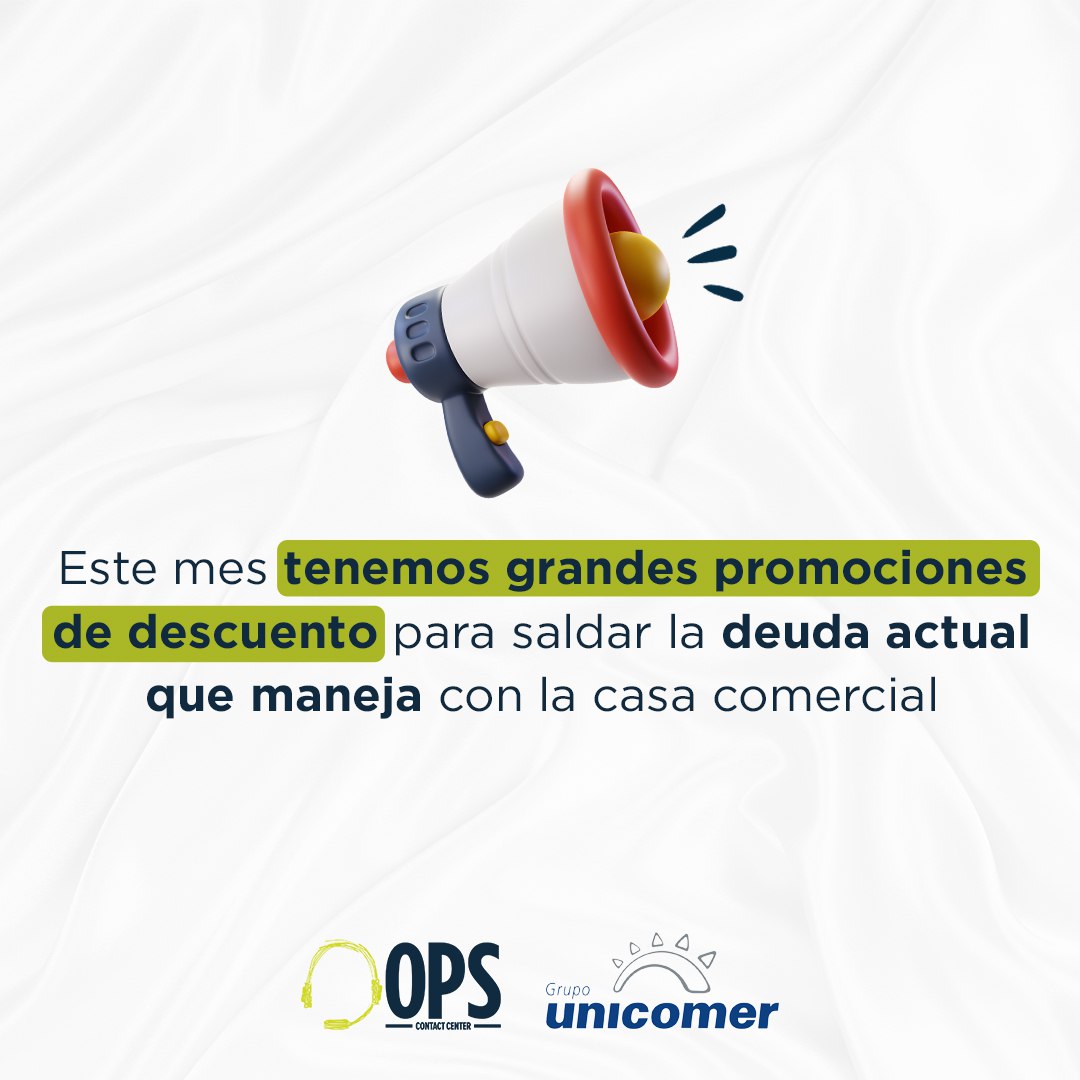 Este mes tenemos grandes promociones
de descuento para saldar la deuda actual
que maneja con la casa comercial
OPS
CONTACT CENTER
Grupo
unicomer